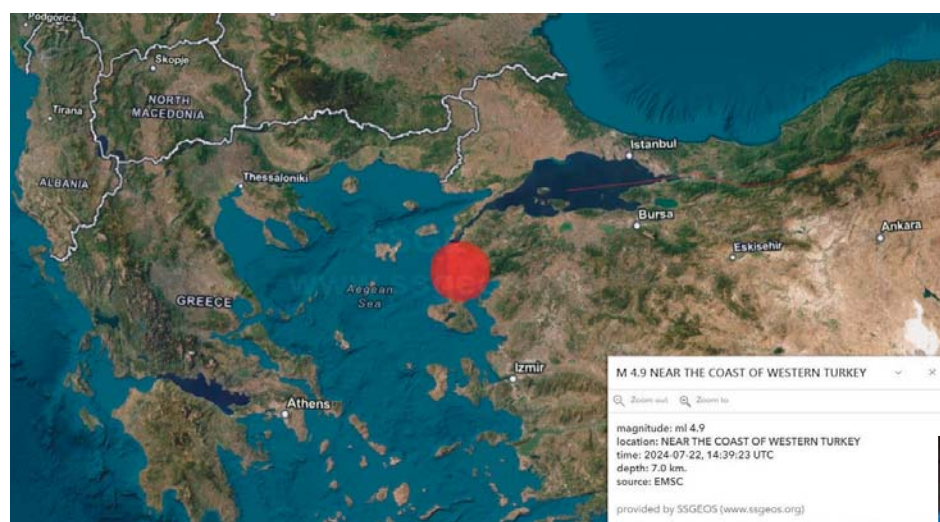 Podgorica
Skopje
NORTH
MACEDONIA
Tirana
ALBANIA
Thessaloniki
Istanbul
Bursa
Ankara
Eskisehir
GREECE
Aegean
Sea
Izmir
Athens
M 4.9 NEAR THE COAST OF WESTERN TURKEY
Zoom out Zoom to
magnitude: ml 4.9
location: NEAR THE COAST OF WESTERN TURKEY
time: 2024-07-22, 14:39:23 UTC
depth: 7.0 km.
source: EMSC
provided by SSGEOS (www.ssgeos.org)